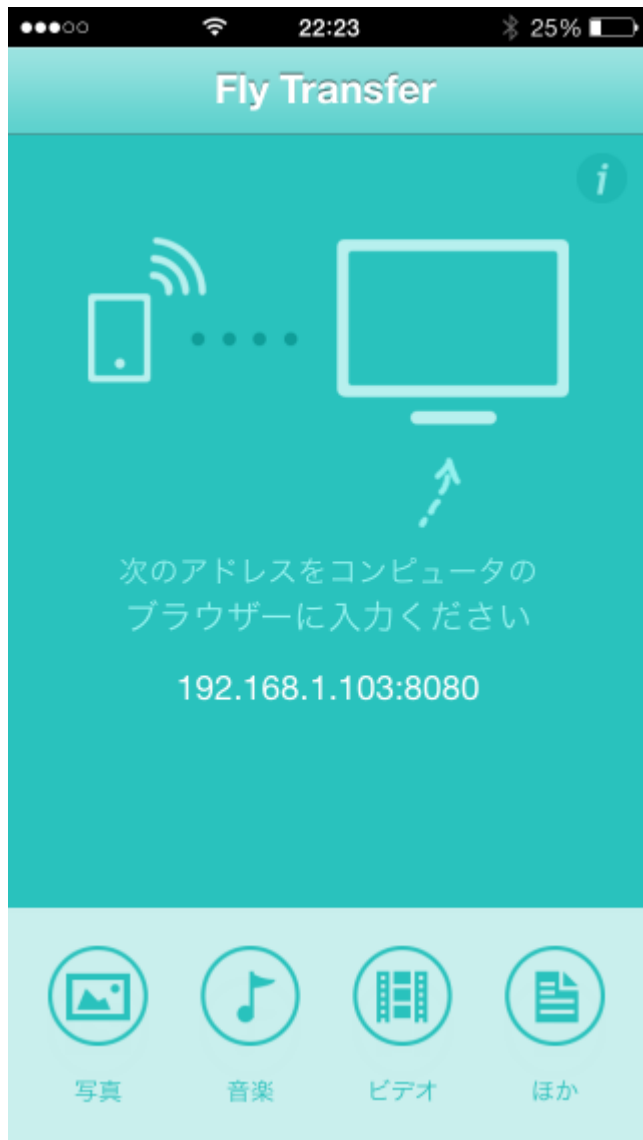 22:23
25%
Fly Transfer
i
次のアドレスをコンピュータの
ブラウザーに入力ください
192.168.1.103:8080
写真
音楽
ビデオ
ほか